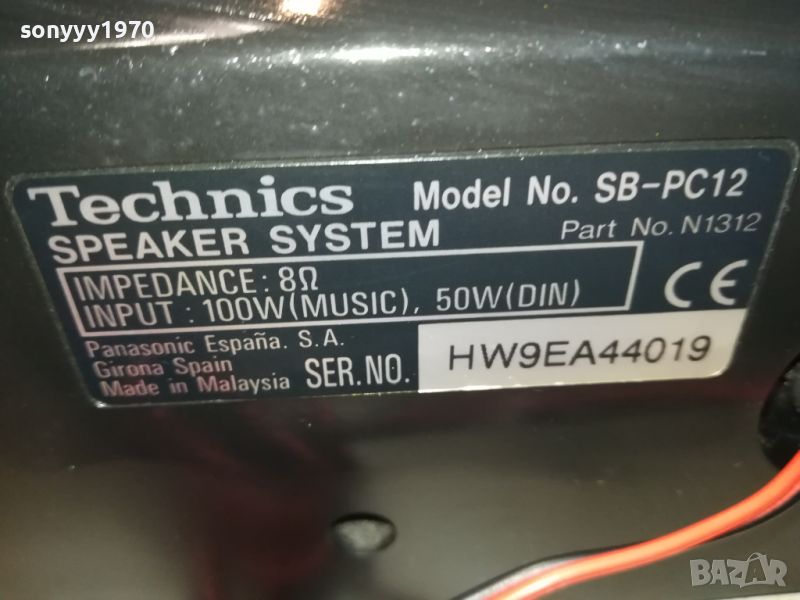 sonyyy1970
Technics Model No. SB-PC12
SPEAKER SYSTEM Part No. N1312
IMPEDANCE : 8Ω
INPUT : 100W(MUSIC), 50W(DIN)
CE
Panasonic España. S.A.
Girona Spain
Made in Malaysia SER.NO. HW9EA44019
BAZAR